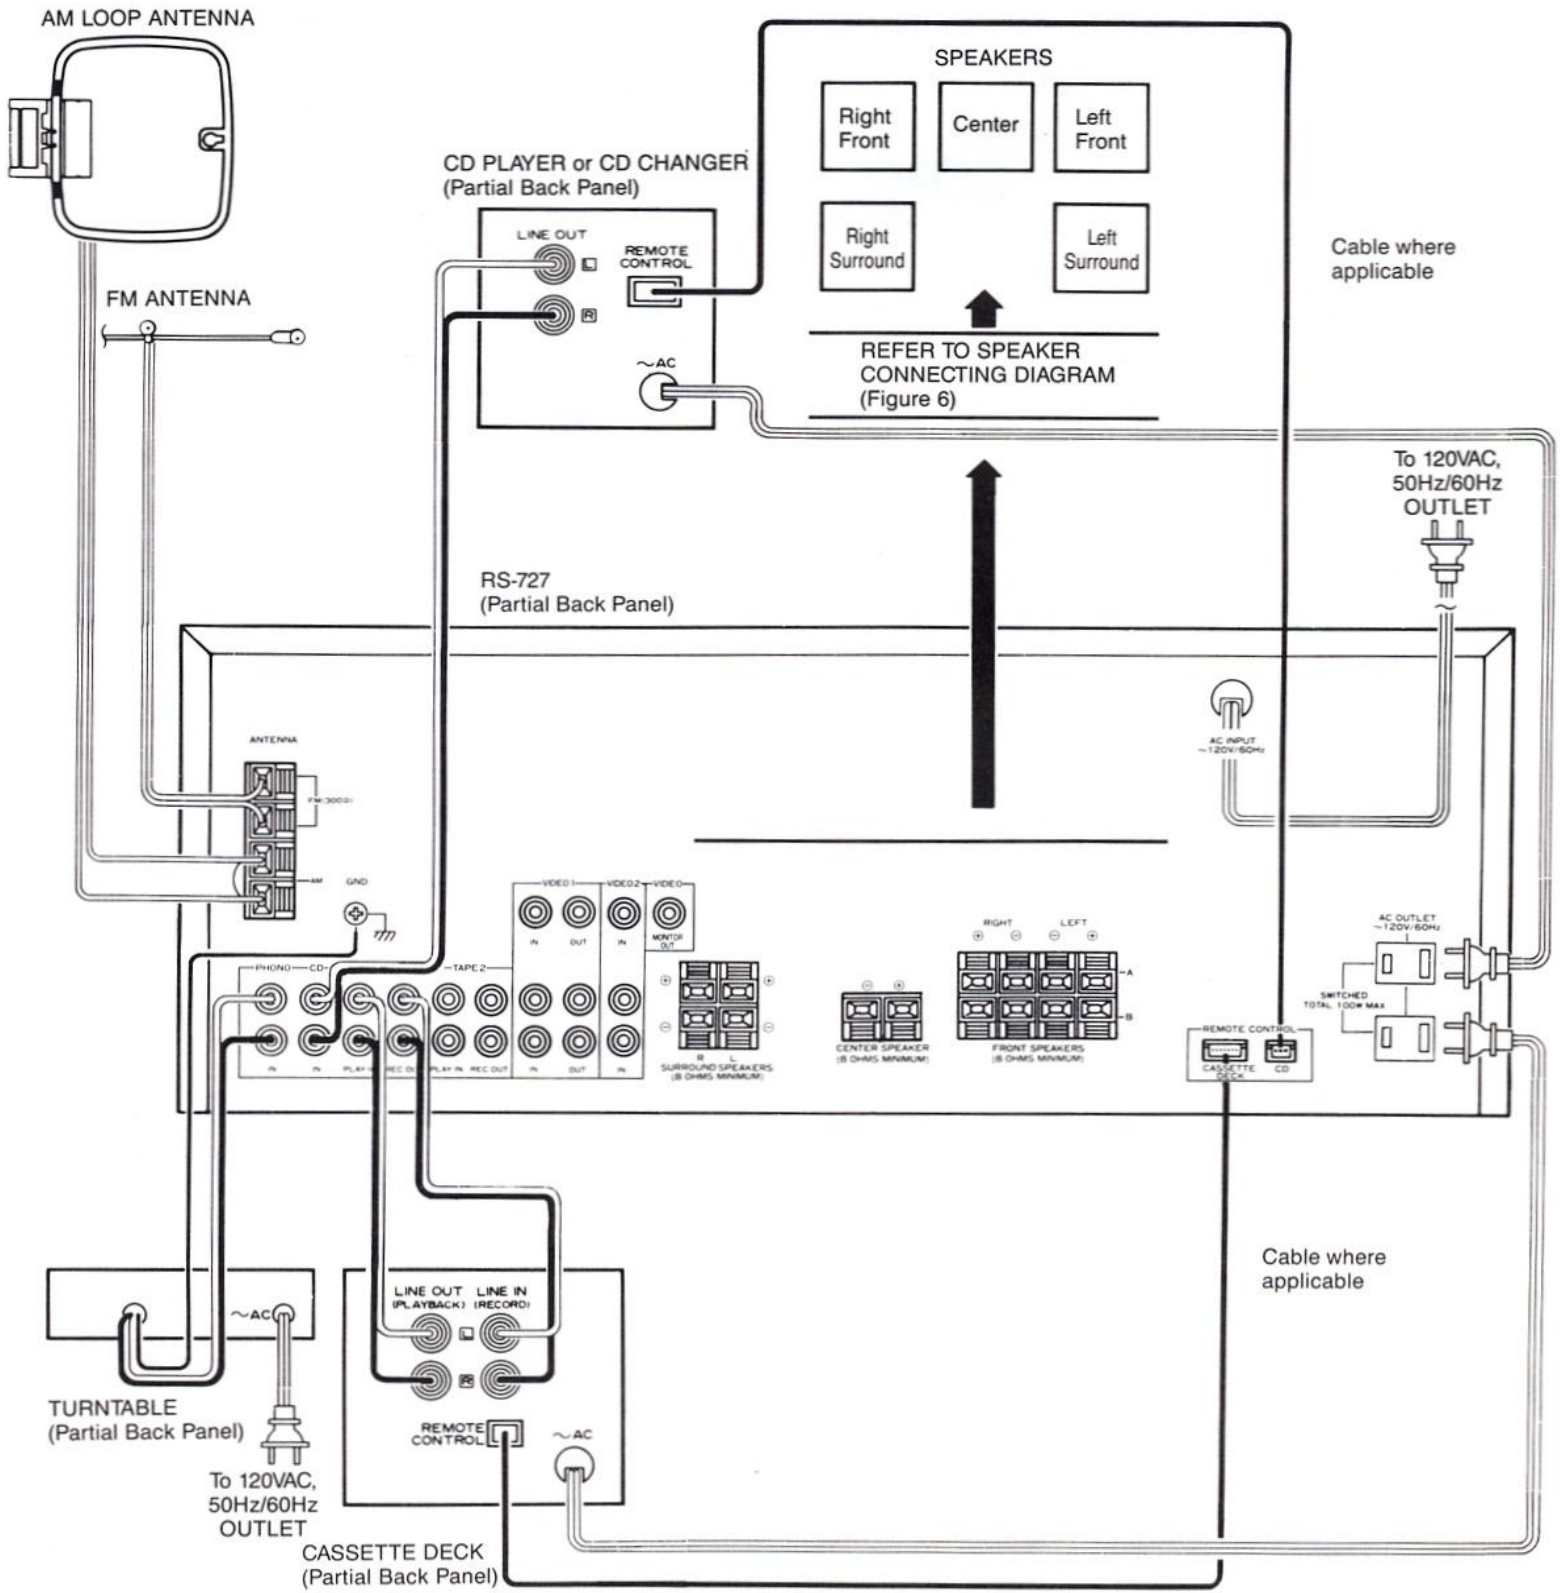 AM LOOP ANTENNA
SPEAKERS
Right
Front
Center
Left
Front
CD PLAYER or CD CHANGER
(Partial Back Panel)
LINE OUT
L
R
REMOTE
CONTROL
~AC
Right
Surround
Left
Surround
Cable where
applicable
FM ANTENNA
REFER TO SPEAKER
CONNECTING DIAGRAM
(Figure 6)
To 120VAC,
50Hz/60Hz
OUTLET
RS-727
(Partial Back Panel)
ANTENNA
FM(300Ω)
AM
GND
AC INPUT
~120V/60Hz
VIDEO 1
VIDEO 2
VIDEO
IN
OUT
IN
MONITOR
OUT
RIGHT
LEFT
+
−
−
+
A
B
AC OUTLET
~120V/60Hz
SWITCHED
TOTAL 100W MAX
PHONO
CD
TAPE 2
IN
IN
PLAY IN
REC OUT
PLAY IN
REC OUT
IN
OUT
IN
+
+
−
−
R
L
SURROUND SPEAKERS
(8 OHMS MINIMUM)
−
+
CENTER SPEAKER
(8 OHMS MINIMUM)
FRONT SPEAKERS
(8 OHMS MINIMUM)
REMOTE CONTROL
CASSETTE
DECK
CD
Cable where
applicable
~AC
TURNTABLE
(Partial Back Panel)
To 120VAC,
50Hz/60Hz
OUTLET
LINE OUT
(PLAYBACK)
LINE IN
(RECORD)
L
R
REMOTE
CONTROL
~AC
CASSETTE DECK
(Partial Back Panel)